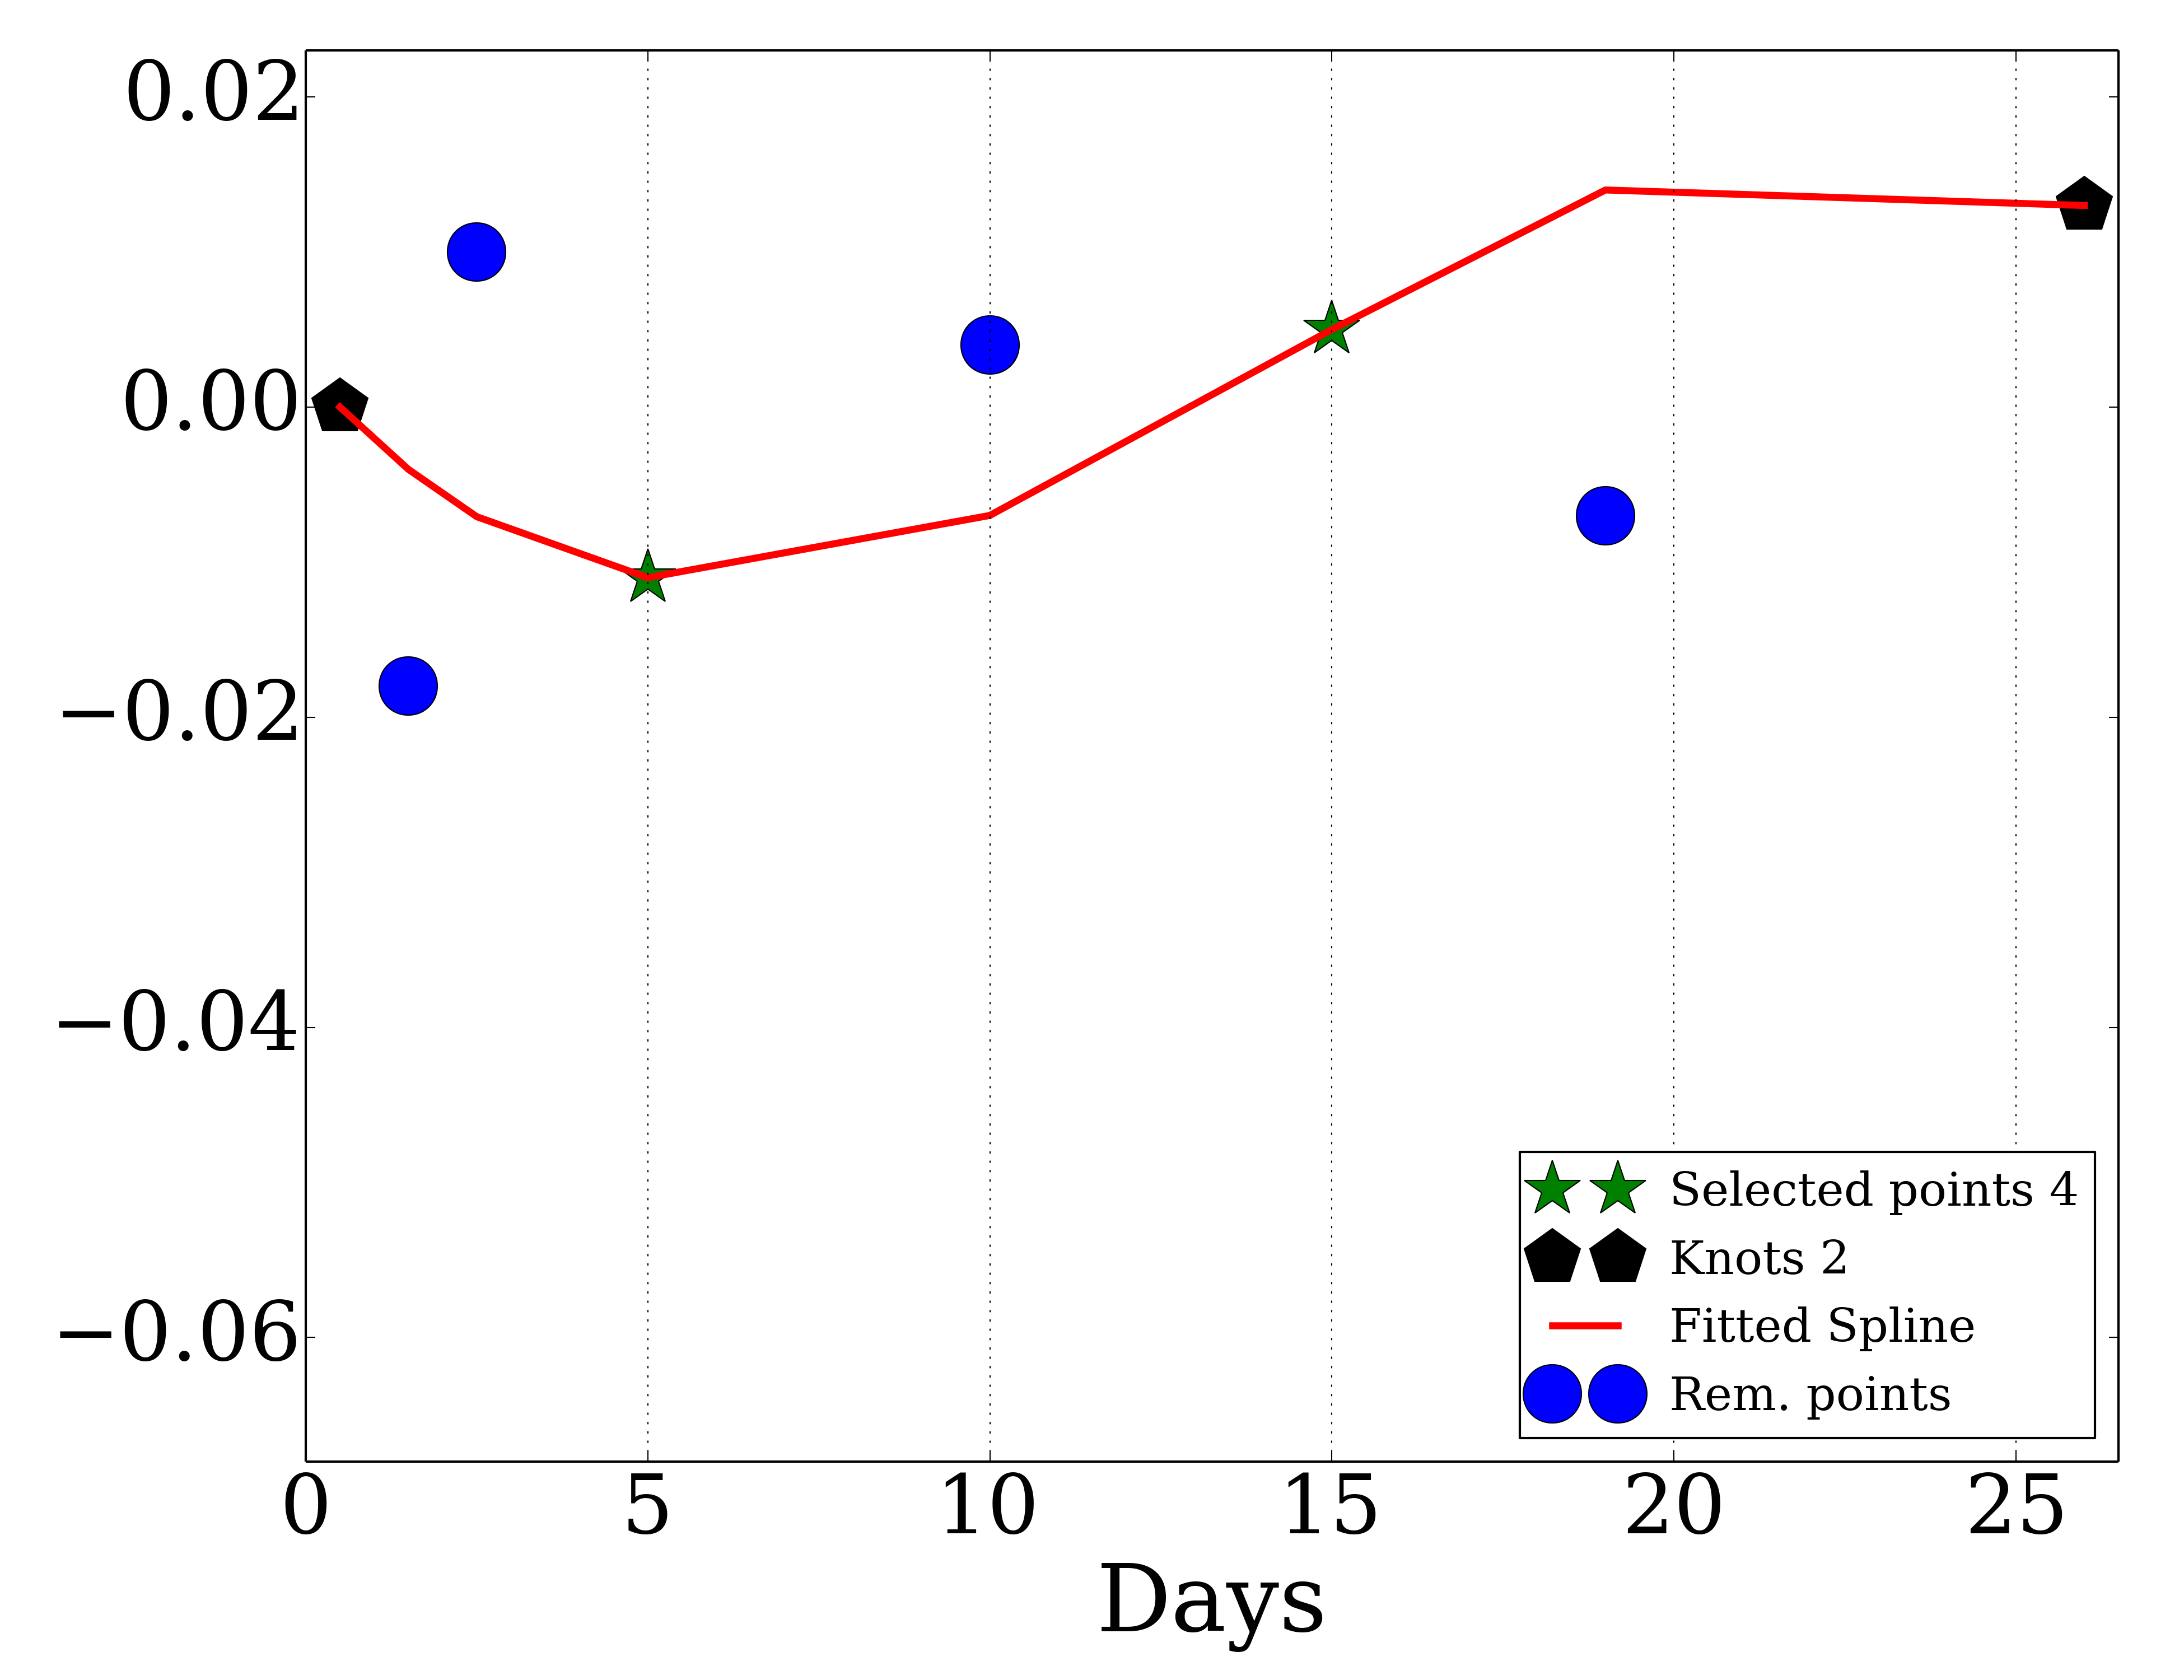 0.02
0.00
−0.02
−0.04
−0.06
Selected points 4
Knots 2
Fitted Spline
Rem. points
0 5 10 15 20 25
Days